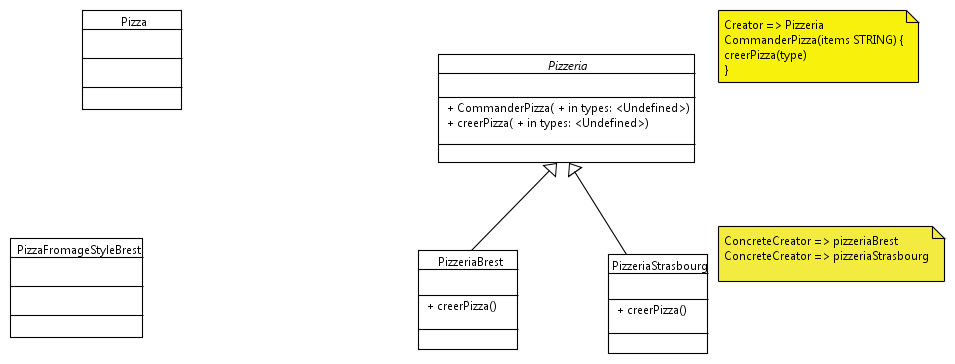 Pizza
Pizzeria
+ CommanderPizza( + in types: <Undefined>)
+ creerPizza( + in types: <Undefined>)
Creator => Pizzeria
CommanderPizza(items STRING) {
creerPizza(type)
}
PizzaFromageStyleBrest
PizzeriaBrest
+ creerPizza()
PizzeriaStrasbourg
+ creerPizza()
ConcreteCreator => pizzeriaBrest
ConcreteCreator => pizzeriaStrasbourg